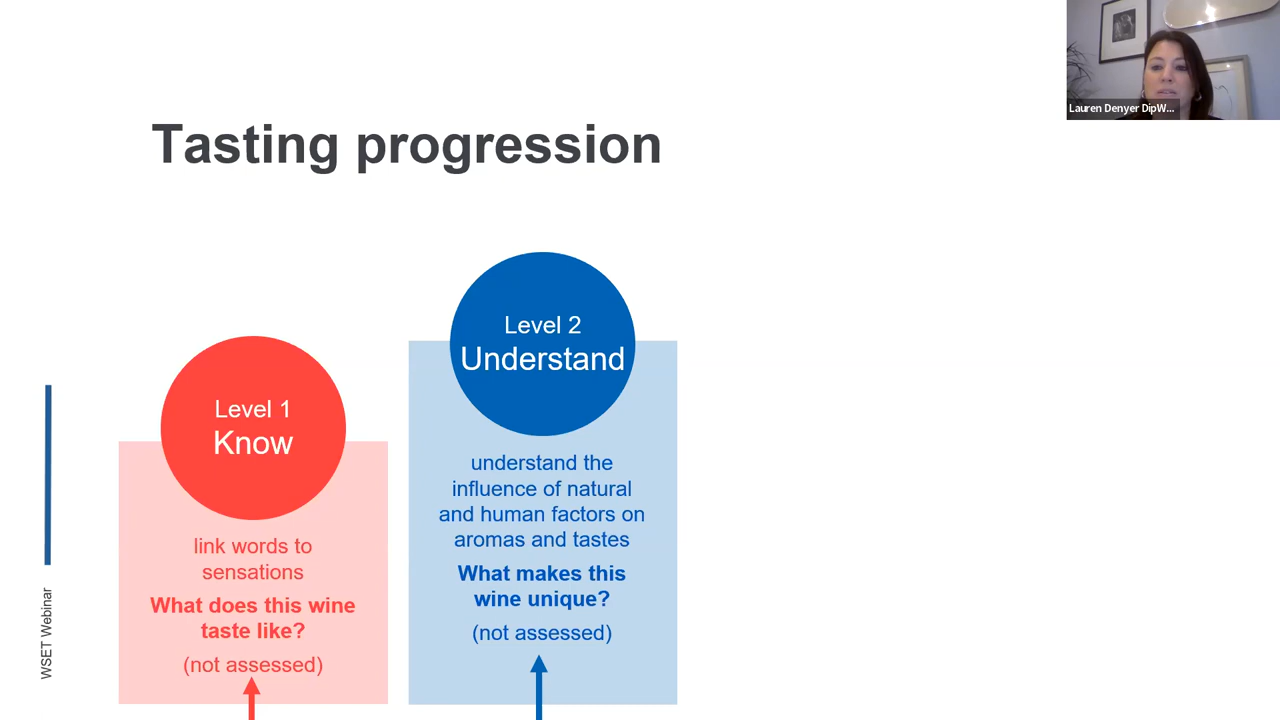 Lauren Denyer DipW...
Tasting progression
Level 1
Know
link words to
sensations
What does this wine
taste like?
(not assessed)
Level 2
Understand
understand the
influence of natural
and human factors on
aromas and tastes
What makes this
wine unique?
(not assessed)
WSET Webinar